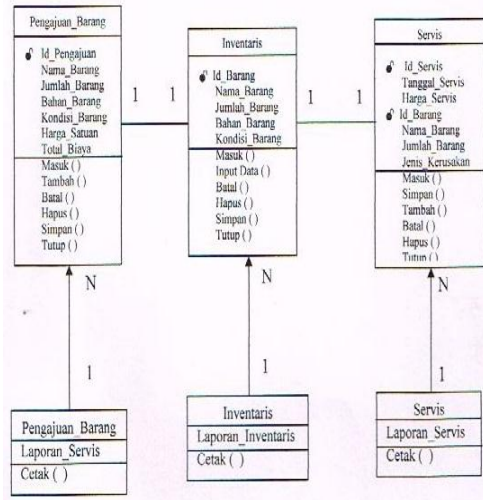 Pengajuan_Barang
Id_Pengajuan
Nama_Barang
Jumlah_Barang
Bahan_Barang
Kondisi_Barang
Harga_Satuan
Total_Biaya
Masuk ( )
Tambah ( )
Batal ( )
Hapus ( )
Simpan ( )
Tutup ( )
1
1
Inventaris
Id_Barang
Nama_Barang
Jumlah_Barang
Bahan_Barang
Kondisi_Barang
Masuk ( )
Input Data ( )
Batal ( )
Hapus ( )
Simpan ( )
Tutup ( )
1
1
Servis
Id_Servis
Tanggal_Servis
Harga_Servis
Id_Barang
Nama_Barang
Jumlah_Barang
Jenis_Kerusakan
Masuk ( )
Simpan ( )
Tambah ( )
Batal ( )
Hapus ( )
Tutup ( )
N
N
N
1
1
1
Pengajuan_Barang
Laporan_Servis
Cetak ( )
Inventaris
Laporan_Inventaris
Cetak ( )
Servis
Laporan_Servis
Cetak ( )